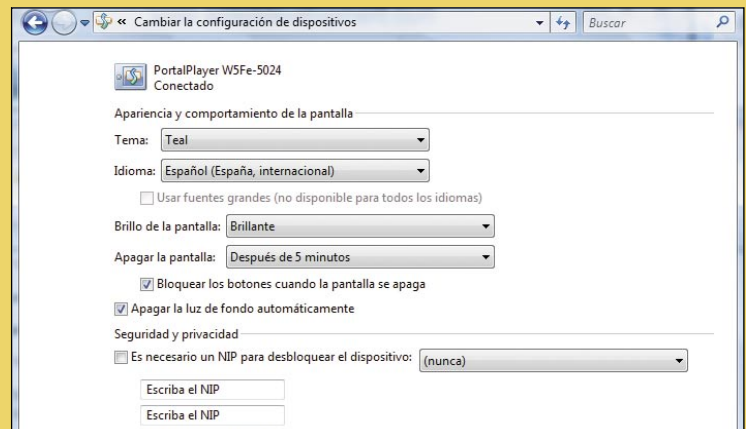 « Cambiar la configuración de dispositivos Buscar
PortalPlayer W5Fe-5024
Conectado
Apariencia y comportamiento de la pantalla
Tema: Teal
Idioma: Español (España, internacional)
Usar fuentes grandes (no disponible para todos los idiomas)
Brillo de la pantalla: Brillante
Apagar la pantalla: Después de 5 minutos
Bloquear los botones cuando la pantalla se apaga
Apagar la luz de fondo automáticamente
Seguridad y privacidad
Es necesario un NIP para desbloquear el dispositivo: (nunca)
Escriba el NIP
Escriba el NIP